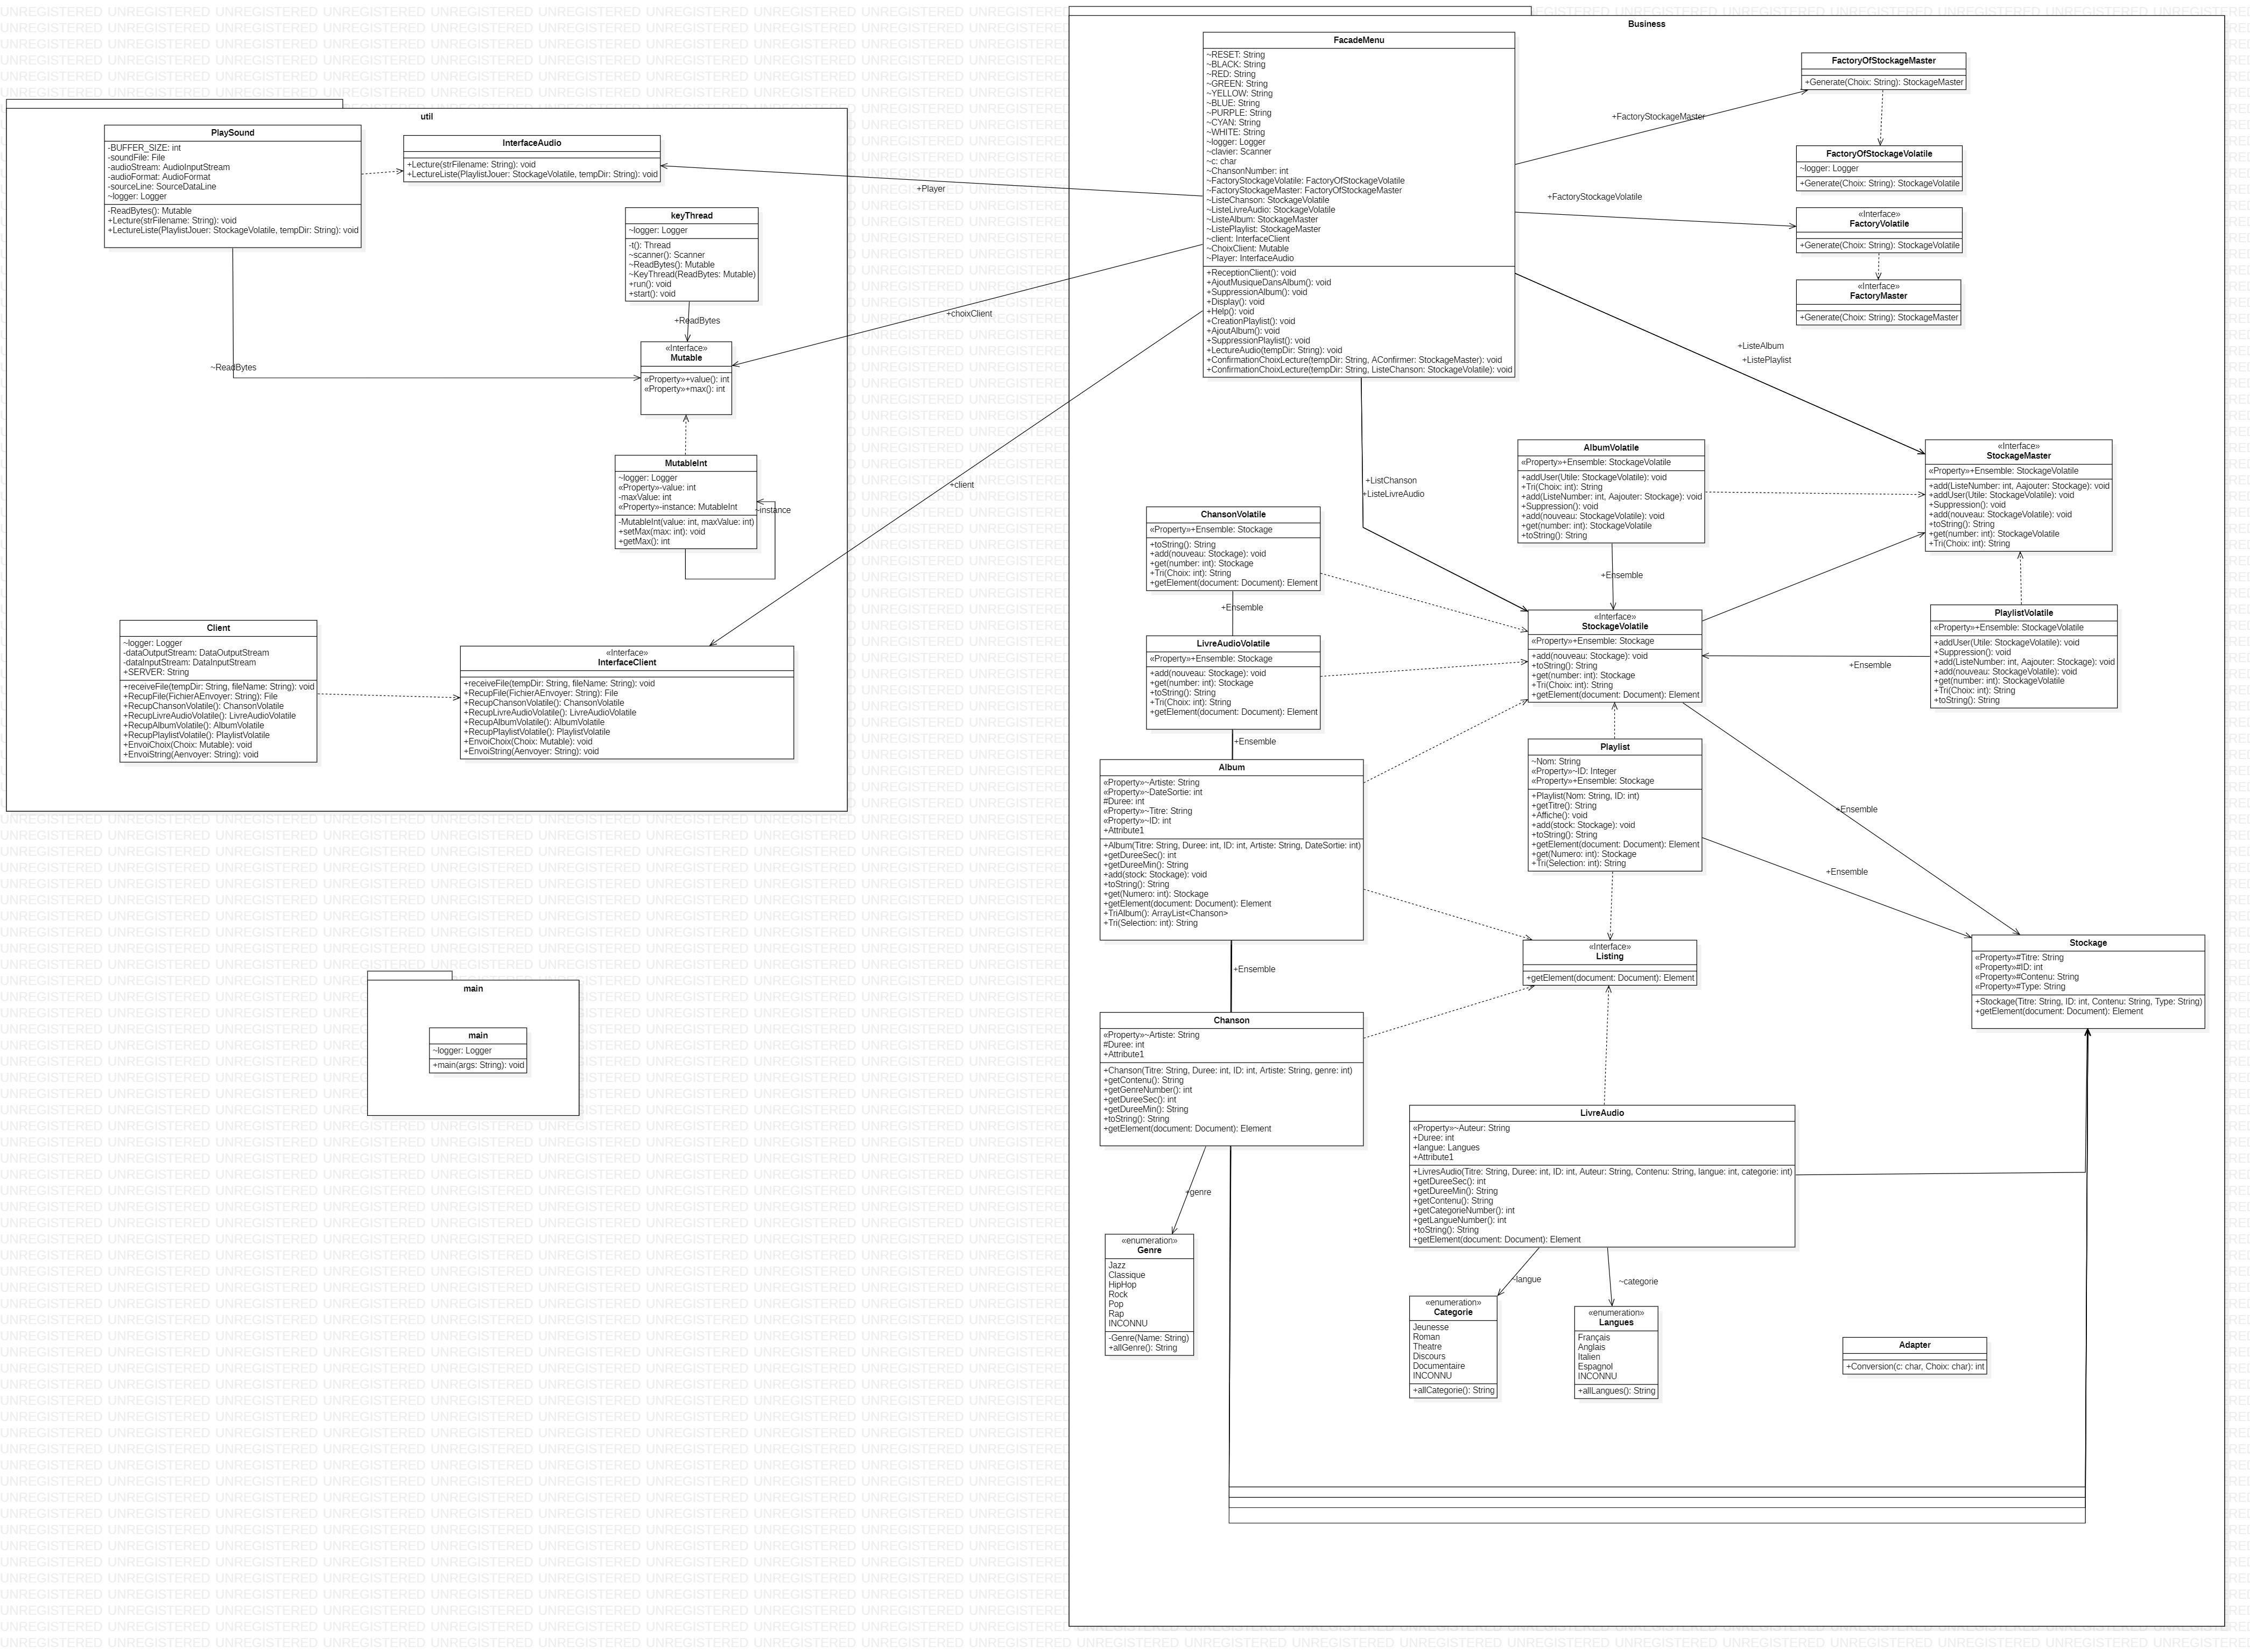 util
PlaySound
-BUFFER_SIZE: int
-soundFile: File
-audioStream: AudioInputStream
-audioFormat: AudioFormat
-sourceLine: SourceDataLine
~logger: Logger
-ReadBytes(): Mutable
+Lecture(strFilename: String): void
+LectureListe(PlaylistJouer: StockageVolatile, tempDir: String): void
InterfaceAudio
+Lecture(strFilename: String): void
+LectureListe(PlaylistJouer: StockageVolatile, tempDir: String): void
keyThread
~logger: Logger
-t(): Thread
~scanner(): Scanner
~ReadBytes(): Mutable
~KeyThread(ReadBytes: Mutable)
+run(): void
+start(): void
+ReadBytes
~ReadBytes
«Interface»
Mutable
«Property»+value(): int
«Property»+max(): int
MutableInt
~logger: Logger
«Property»-value: int
-maxValue: int
«Property»-instance: MutableInt
-MutableInt(value: int, maxValue: int)
+setMax(max: int): void
+getMax(): int
~instance
Client
~logger: Logger
-dataOutputStream: DataOutputStream
-dataInputStream: DataInputStream
+SERVER: String
+receiveFile(tempDir: String, fileName: String): void
+RecupFile(FichierAEnvoyer: String): File
+RecupChansonVolatile(): ChansonVolatile
+RecupLivreAudioVolatile(): LivreAudioVolatile
+RecupAlbumVolatile(): AlbumVolatile
+RecupPlaylistVolatile(): PlaylistVolatile
+EnvoiChoix(Choix: Mutable): void
+EnvoiString(Aenvoyer: String): void
«Interface»
InterfaceClient
+receiveFile(tempDir: String, fileName: String): void
+RecupFile(FichierAEnvoyer: String): File
+RecupChansonVolatile(): ChansonVolatile
+RecupLivreAudioVolatile(): LivreAudioVolatile
+RecupAlbumVolatile(): AlbumVolatile
+RecupPlaylistVolatile(): PlaylistVolatile
+EnvoiChoix(Choix: Mutable): void
+EnvoiString(Aenvoyer: String): void
main
main
~logger: Logger
+main(args: String): void
+Player
+choixClient
+client
Business
FacadeMenu
~RESET: String
~BLACK: String
~RED: String
~GREEN: String
~YELLOW: String
~BLUE: String
~PURPLE: String
~CYAN: String
~WHITE: String
~logger: Logger
~clavier: Scanner
~c: char
~ChansonNumber: int
~FactoryStockageVolatile: FactoryOfStockageVolatile
~FactoryStockageMaster: FactoryOfStockageMaster
~ListeChanson: StockageVolatile
~ListeLivreAudio: StockageVolatile
~ListeAlbum: StockageMaster
~ListePlaylist: StockageMaster
~client: InterfaceClient
~ChoixClient: Mutable
~Player: InterfaceAudio
+ReceptionClient(): void
+AjoutMusiqueDansAlbum(): void
+SuppressionAlbum(): void
+Display(): void
+Help(): void
+CreationPlaylist(): void
+AjoutAlbum(): void
+SuppressionPlaylist(): void
+LectureAudio(tempDir: String): void
+ConfirmationChoixLecture(tempDir: String, AConfirmer: StockageMaster): void
+ConfirmationChoixLecture(tempDir: String, ListeChanson: StockageVolatile): void
+FactoryStockageMaster
+FactoryStockageVolatile
FactoryOfStockageMaster
+Generate(Choix: String): StockageMaster
FactoryOfStockageVolatile
~logger: Logger
+Generate(Choix: String): StockageVolatile
«Interface»
FactoryVolatile
+Generate(Choix: String): StockageVolatile
«Interface»
FactoryMaster
+Generate(Choix: String): StockageMaster
+ListeAlbum
+ListePlaylist
+ListChanson
+ListeLivreAudio
AlbumVolatile
«Property»+Ensemble: StockageVolatile
+addUser(Utile: StockageVolatile): void
+Tri(Choix: int): String
+add(ListeNumber: int, Aajouter: Stockage): void
+Suppression(): void
+add(nouveau: StockageVolatile): void
+get(number: int): StockageVolatile
+toString(): String
+Ensemble
«Interface»
StockageMaster
«Property»+Ensemble: StockageVolatile
+add(ListeNumber: int, Aajouter: Stockage): void
+addUser(Utile: StockageVolatile): void
+Suppression(): void
+add(nouveau: StockageVolatile): void
+toString(): String
+get(number: int): StockageVolatile
+Tri(Choix: int): String
ChansonVolatile
«Property»+Ensemble: Stockage
+toString(): String
+add(nouveau: Stockage): void
+get(number: int): Stockage
+Tri(Choix: int): String
+getElement(document: Document): Element
+Ensemble
LivreAudioVolatile
«Property»+Ensemble: Stockage
+add(nouveau: Stockage): void
+get(number: int): Stockage
+toString(): String
+Tri(Choix: int): String
+getElement(document: Document): Element
+Ensemble
«Interface»
StockageVolatile
«Property»+Ensemble: Stockage
+add(nouveau: Stockage): void
+toString(): String
+get(number: int): Stockage
+Tri(Choix: int): String
+getElement(document: Document): Element
+Ensemble
PlaylistVolatile
«Property»+Ensemble: StockageVolatile
+addUser(Utile: StockageVolatile): void
+Suppression(): void
+add(ListeNumber: int, Aajouter: Stockage): void
+add(nouveau: StockageVolatile): void
+get(number: int): StockageVolatile
+Tri(Choix: int): String
+toString(): String
Album
«Property»~Artiste: String
«Property»~DateSortie: int
#Duree: int
«Property»~Titre: String
«Property»~ID: int
+Attribute1
+Album(Titre: String, Duree: int, ID: int, Artiste: String, DateSortie: int)
+getDureeSec(): int
+getDureeMin(): String
+add(stock: Stockage): void
+toString(): String
+get(Numero: int): Stockage
+getElement(document: Document): Element
+TriAlbum(): ArrayList<Chanson>
+Tri(Selection: int): String
+Ensemble
Playlist
~Nom: String
«Property»~ID: Integer
«Property»+Ensemble: Stockage
+Playlist(Nom: String, ID: int)
+getTitre(): String
+Affiche(): void
+add(stock: Stockage): void
+toString(): String
+getElement(document: Document): Element
+get(Numero: int): Stockage
+Tri(Selection: int): String
+Ensemble
+Ensemble
«Interface»
Listing
+getElement(document: Document): Element
Stockage
«Property»#Titre: String
«Property»#ID: int
«Property»#Contenu: String
«Property»#Type: String
+Stockage(Titre: String, ID: int, Contenu: String, Type: String)
+getElement(document: Document): Element
Chanson
«Property»~Artiste: String
#Duree: int
+Attribute1
+Chanson(Titre: String, Duree: int, ID: int, Artiste: String, genre: int)
+getContenu(): String
+getGenreNumber(): int
+getDureeSec(): int
+getDureeMin(): String
+toString(): String
+getElement(document: Document): Element
+genre
LivreAudio
«Property»~Auteur: String
+Duree: int
+langue: Langues
+Attribute1
+LivresAudio(Titre: String, Duree: int, ID: int, Auteur: String, Contenu: String, langue: int, categorie: int)
+getDureeSec(): int
+getDureeMin(): String
+getContenu(): String
+getCategorieNumber(): int
+getLangueNumber(): int
+toString(): String
+getElement(document: Document): Element
~langue
~categorie
«enumeration»
Genre
Jazz
Classique
HipHop
Rock
Pop
Rap
INCONNU
-Genre(Name: String)
+allGenre(): String
«enumeration»
Categorie
Jeunesse
Roman
Theatre
Discours
Documentaire
INCONNU
+allCategorie(): String
«enumeration»
Langues
Français
Anglais
Italien
Espagnol
INCONNU
+allLangues(): String
Adapter
+Conversion(c: char, Choix: char): int